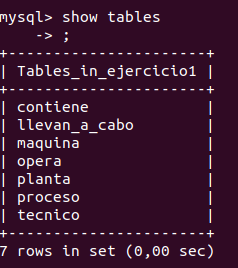 mysql> show tables
    -> ;
+----------------------+
| Tables_in_ejercicio1 |
+----------------------+
| contiene             |
| llevan_a_cabo        |
| maquina              |
| opera                |
| planta               |
| proceso              |
| tecnico              |
+----------------------+
7 rows in set (0,00 sec)